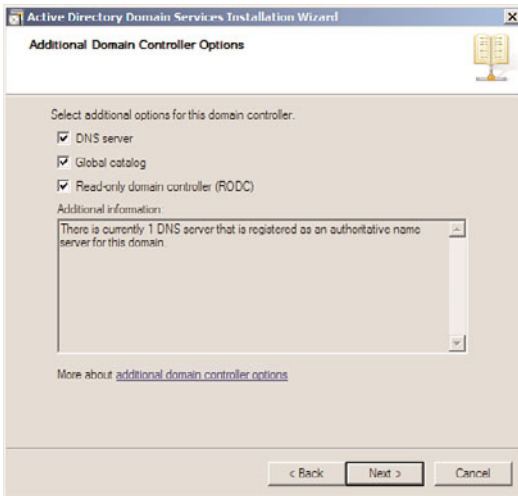 Active Directory Domain Services Installation Wizard
Additional Domain Controller Options
Select additional options for this domain controller.
DNS server
Global catalog
Read-only domain controller (RODC)
Additional information:
There is currently 1 DNS server that is registered as an authoritative name
server for this domain.
More about additional domain controller options
< Back
Next >
Cancel